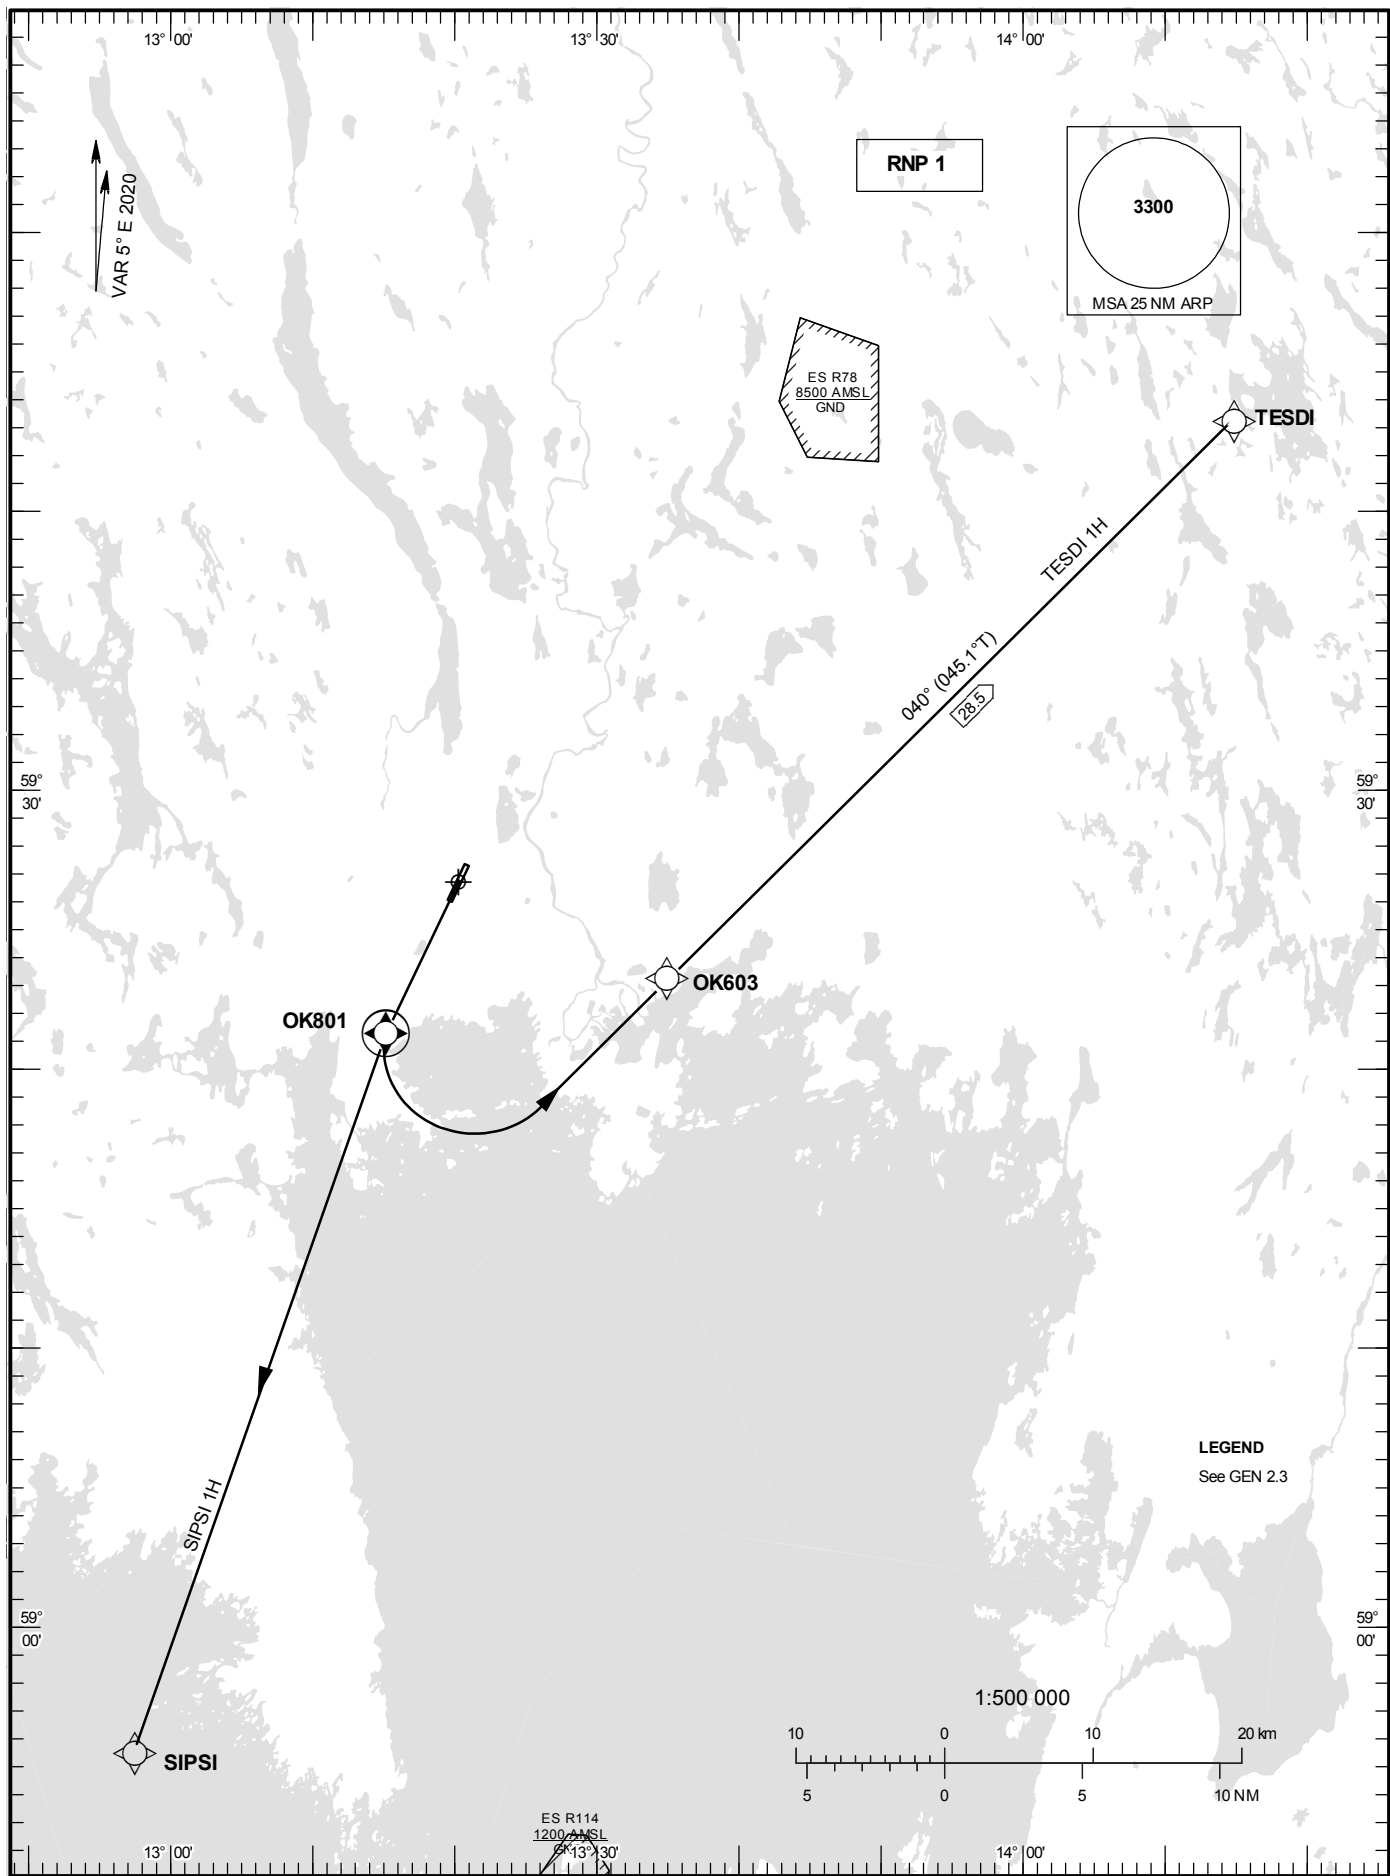 13° 00'
13° 30'
14° 00'
VAR 5° E 2020
RNP 1
3300
MSA 25 NM ARP
ES R78
8500 AMSL
GND
TESDI
TESDI 1H
040° (045.1°T)
28.5
59°
30'
59°
30'
OK603
OK801
LEGEND
See GEN 2.3
SIPSI 1H
59°
00'
59°
00'
1:500 000
10 0 10 20 km
5 0 5 10 NM
SIPSI
ES R114
1200 AMSL
13° 00'
13° 30'
14° 00'